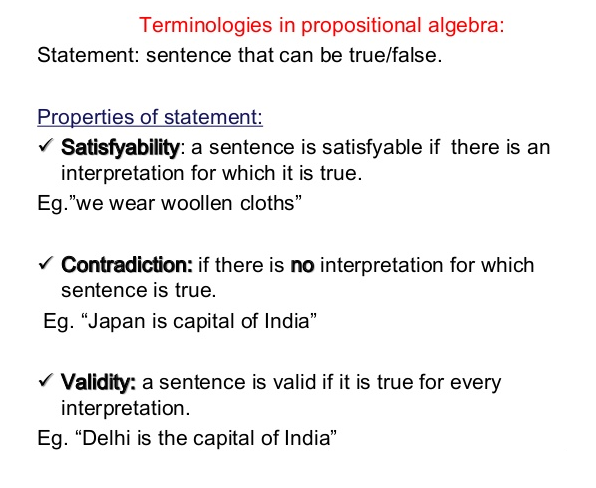 Terminologies in propositional algebra:
Statement: sentence that can be true/false.
Properties of statement:
✓ Satisfyability: a sentence is satisfyable if there is an
interpretation for which it is true.
Eg.”we wear woollen cloths”
✓ Contradiction: if there is no interpretation for which
sentence is true.
Eg. “Japan is capital of India”
✓ Validity: a sentence is valid if it is true for every
interpretation.
Eg. “Delhi is the capital of India”